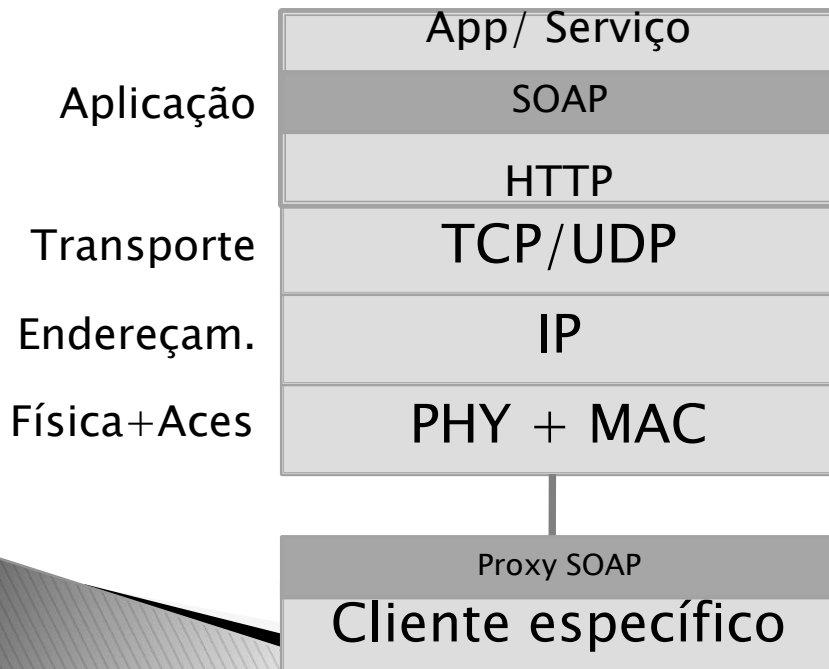 App/ Serviço
Aplicação
SOAP
HTTP
Transporte
TCP/UDP
Endereçam.
IP
Física+Aces
PHY + MAC
Proxy SOAP
Cliente específico